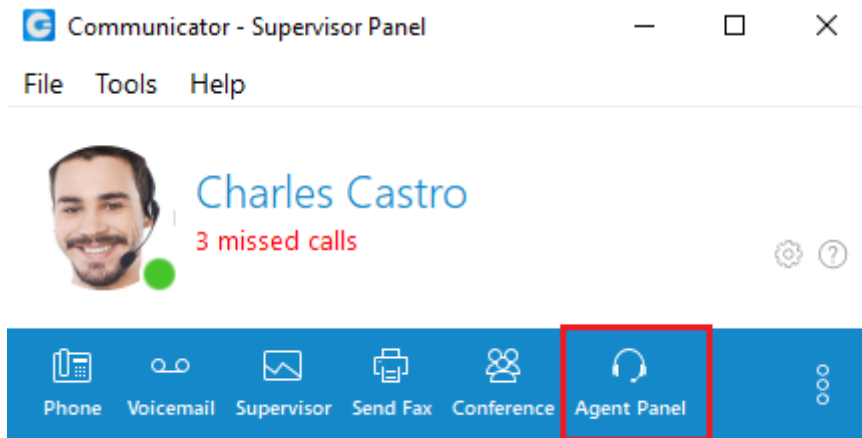 Communicator - Supervisor Panel
File Tools Help
Charles Castro
3 missed calls
Phone Voicemail Supervisor Send Fax Conference Agent Panel